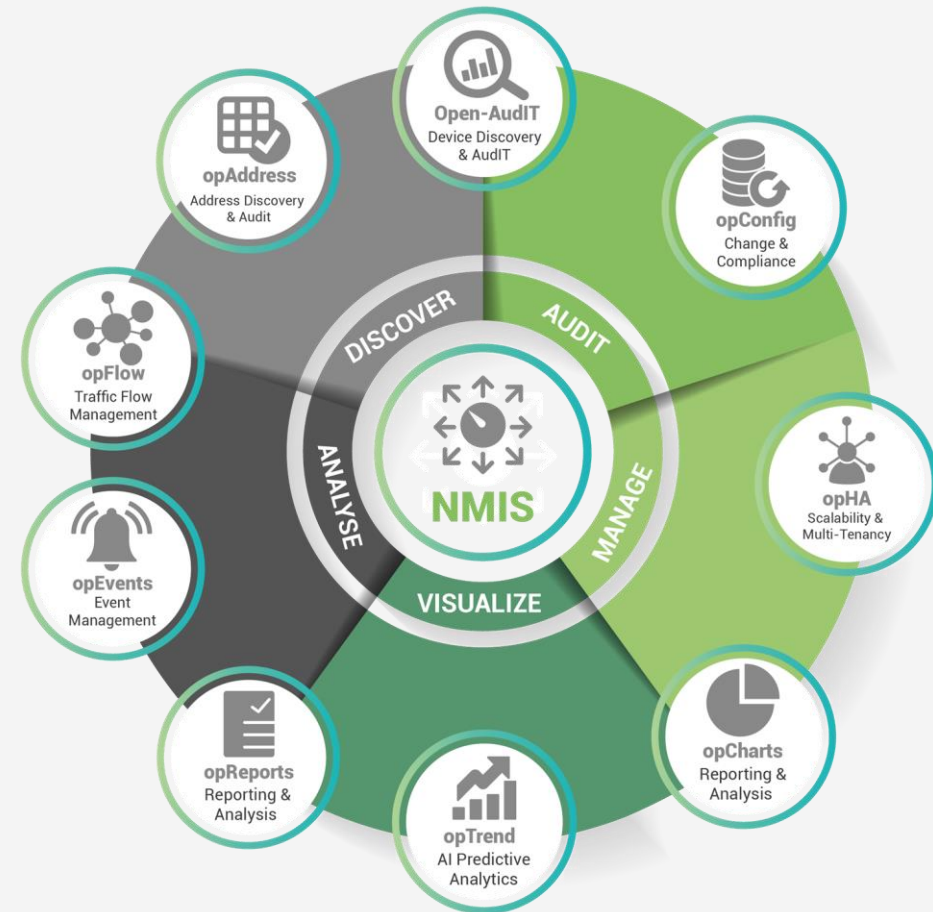 Open-AudIT
Device Discovery
& AudIT
opAddress
Address Discovery
& Audit
opConfig
Change &
Compliance
DISCOVER
AUDIT
opFlow
Traffic Flow
Management
NMIS
ANALYSE
MANAGE
opHA
Scalability &
Multi-Tenancy
opEvents
Event
Management
VISUALIZE
opReports
Reporting &
Analysis
opCharts
Reporting &
Analysis
opTrend
AI Predictive
Analytics